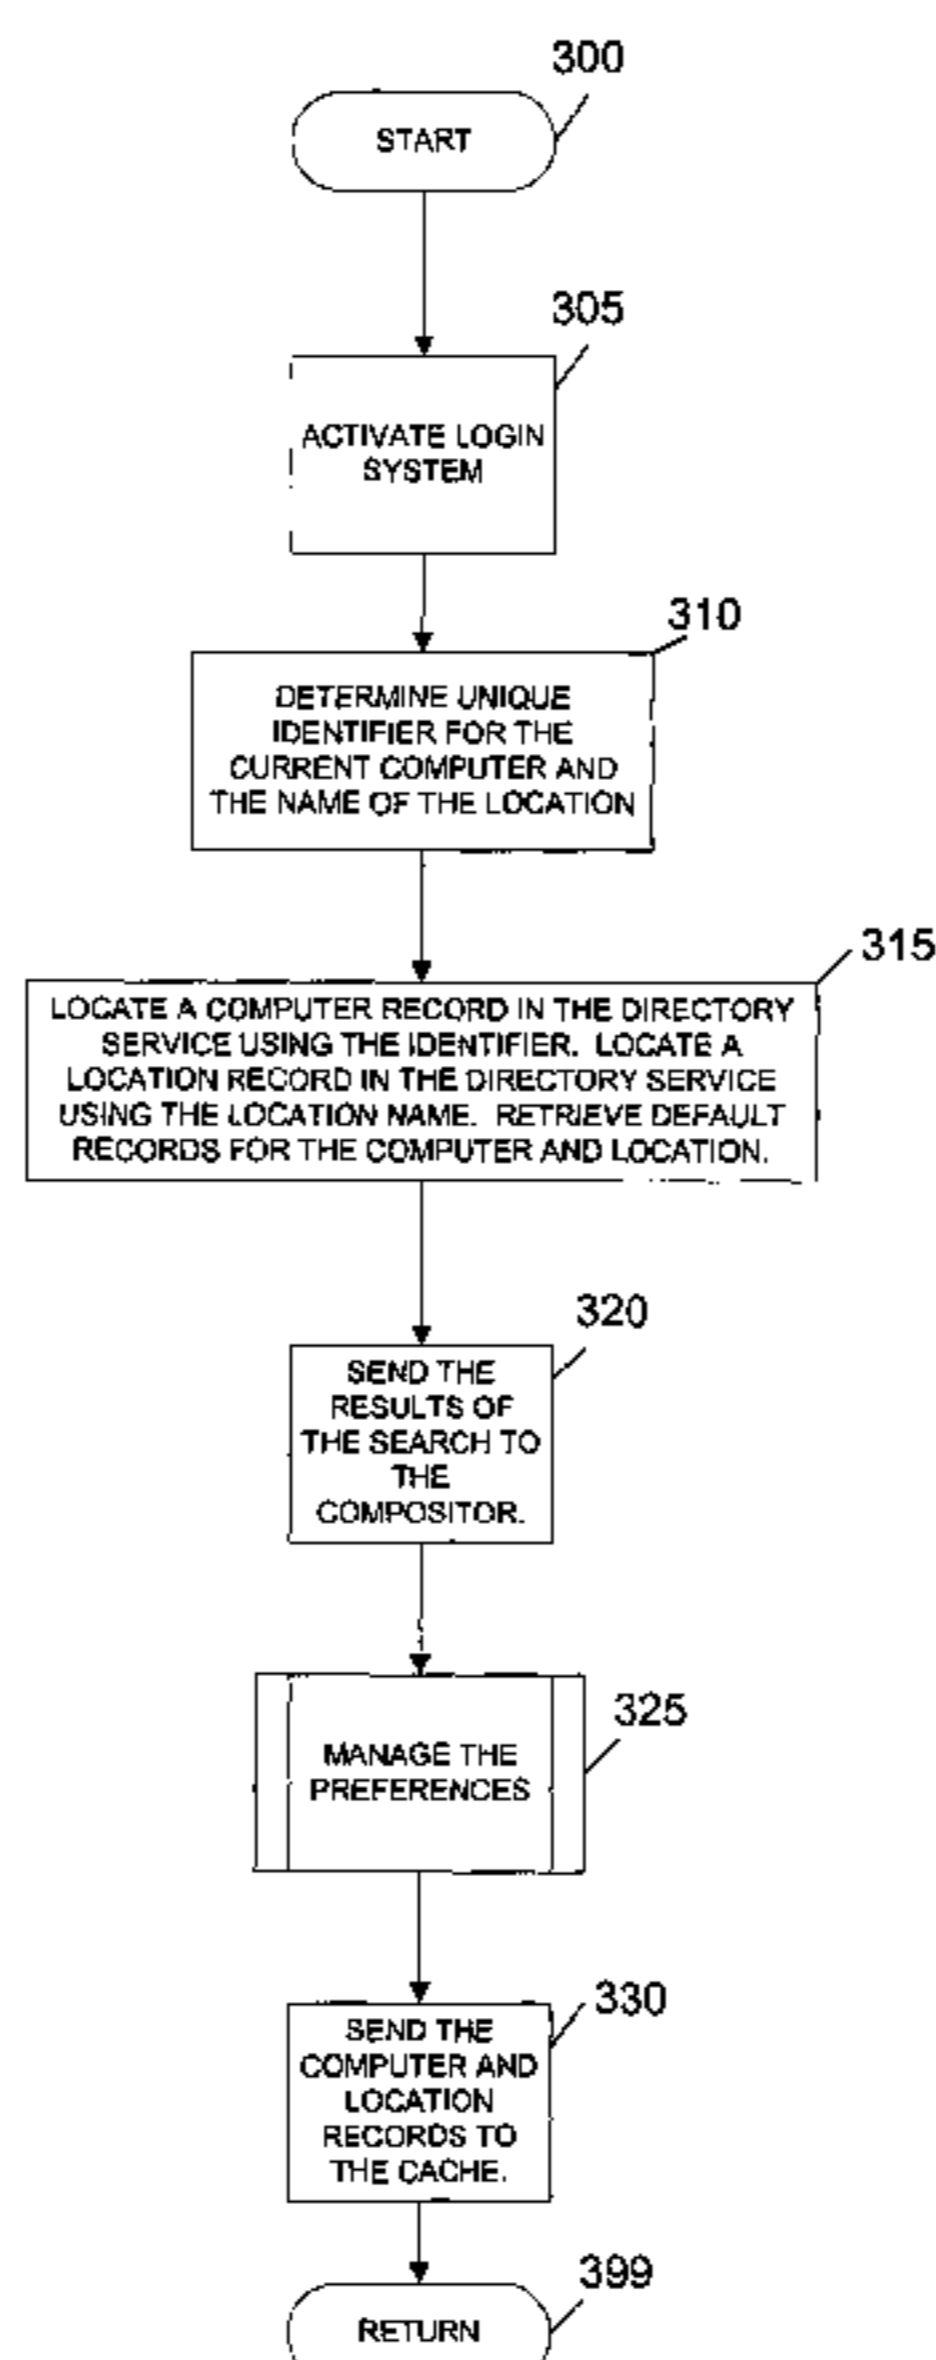 300
START
305
ACTIVATE LOGIN
SYSTEM
310
DETERMINE UNIQUE
IDENTIFIER FOR THE
CURRENT COMPUTER AND
THE NAME OF THE LOCATION
315
LOCATE A COMPUTER RECORD IN THE DIRECTORY
SERVICE USING THE IDENTIFIER. LOCATE A
LOCATION RECORD IN THE DIRECTORY SERVICE
USING THE LOCATION NAME. RETRIEVE DEFAULT
RECORDS FOR THE COMPUTER AND LOCATION.
320
SEND THE
RESULTS OF
THE SEARCH TO
THE
COMPOSITOR.
325
MANAGE THE
PREFERENCES
330
SEND THE
COMPUTER AND
LOCATION
RECORDS TO
THE CACHE.
399
RETURN